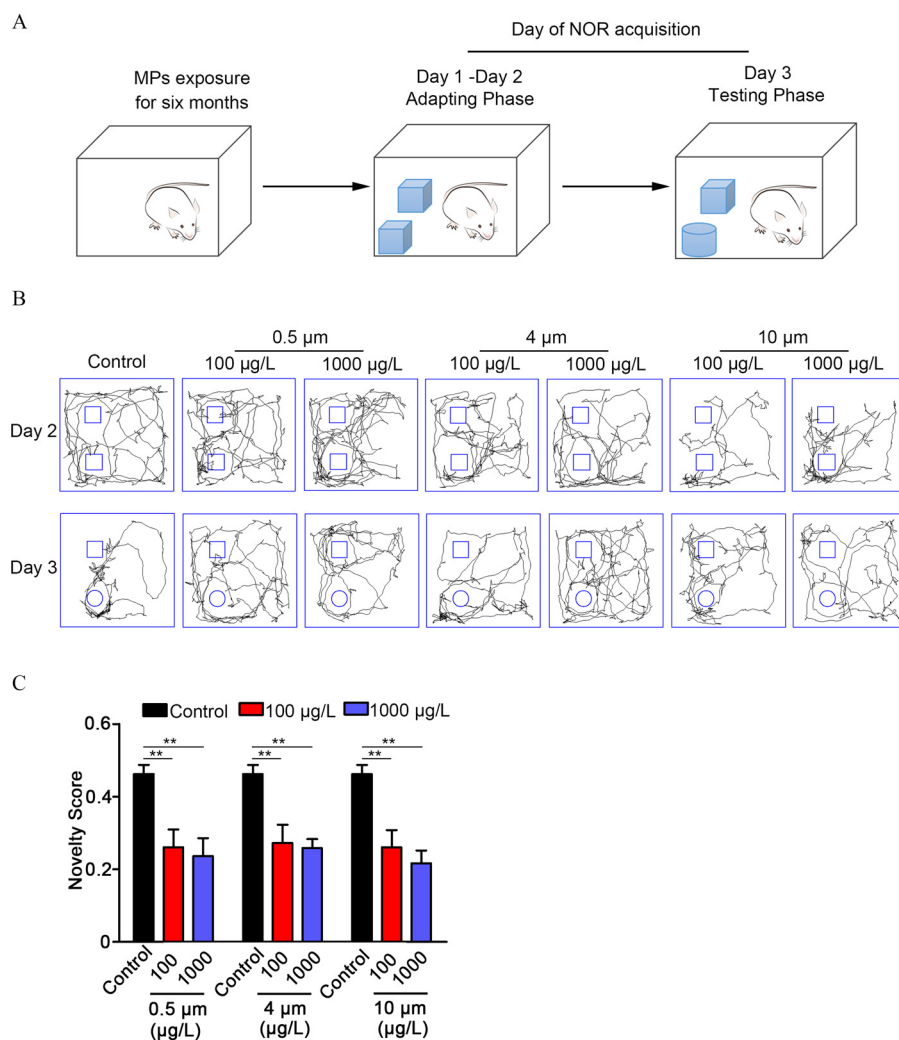 A
Day of NOR acquisition
MPs exposure
for six months
Day 1 -Day 2
Adapting Phase
Day 3
Testing Phase
B
0.5 μm
4 μm
10 μm
Control
100 μg/L
1000 μg/L
100 μg/L
1000 μg/L
100 μg/L
1000 μg/L
Day 2
Day 3
C
Control
100 μg/L
1000 μg/L
Novelty Score
0.6
0.4
0.2
0
**
**
**
**
**
**
Control
100
1000
Control
100
1000
Control
100
1000
0.5 μm
(μg/L)
4 μm
(μg/L)
10 μm
(μg/L)